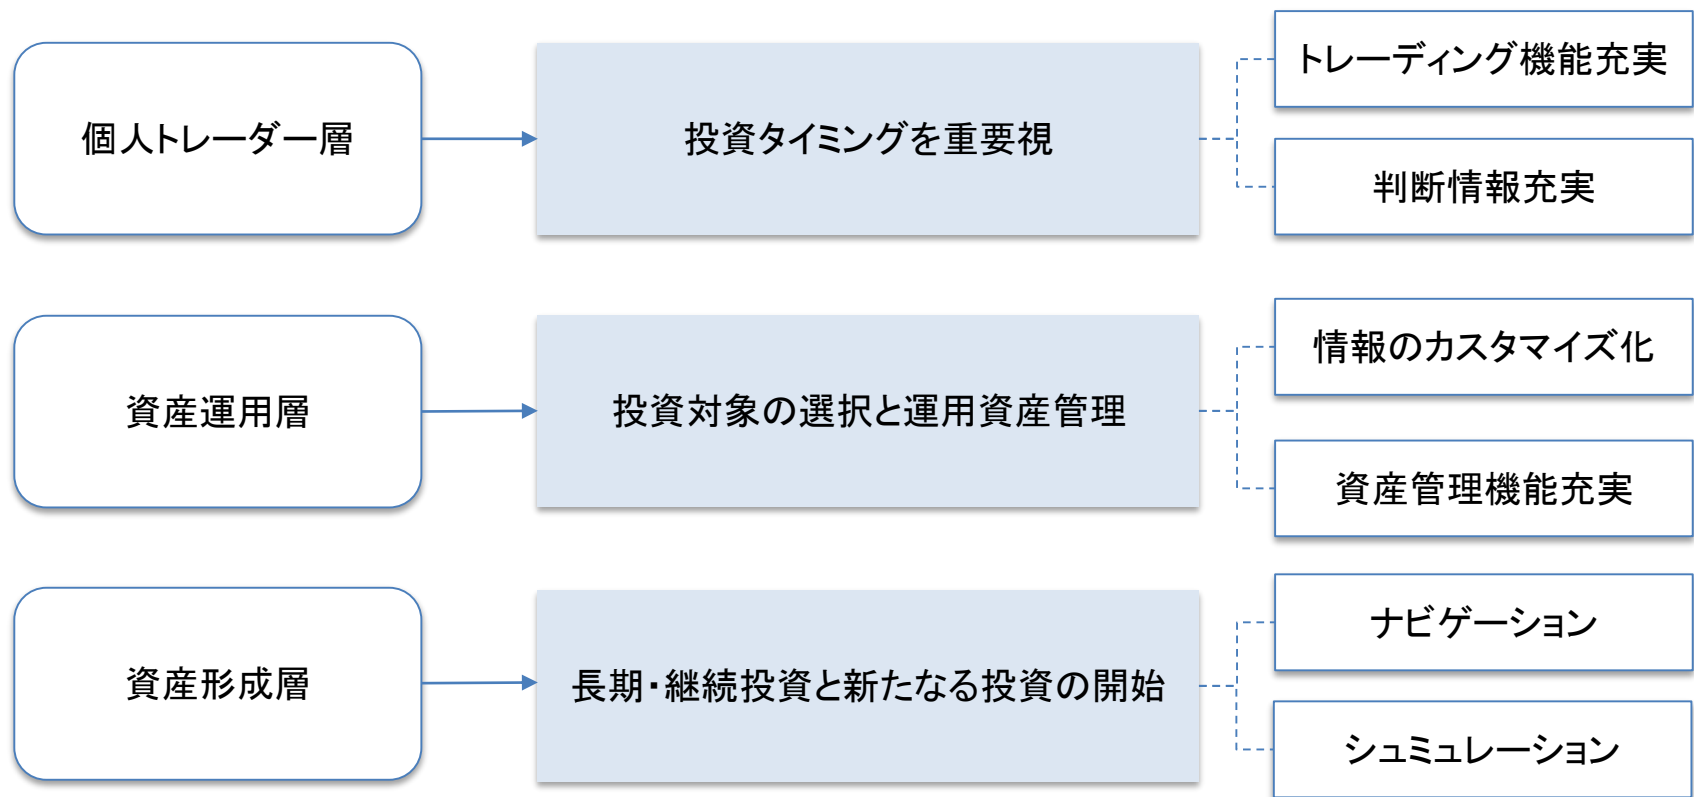 個人トレーダー層
投資タイミングを重要視
トレーディング機能充実
判断情報充実
資産運用層
投資対象の選択と運用資産管理
情報のカスタマイズ化
資産管理機能充実
資産形成層
長期・継続投資と新たなる投資の開始
ナビゲーション
シュミュレーション